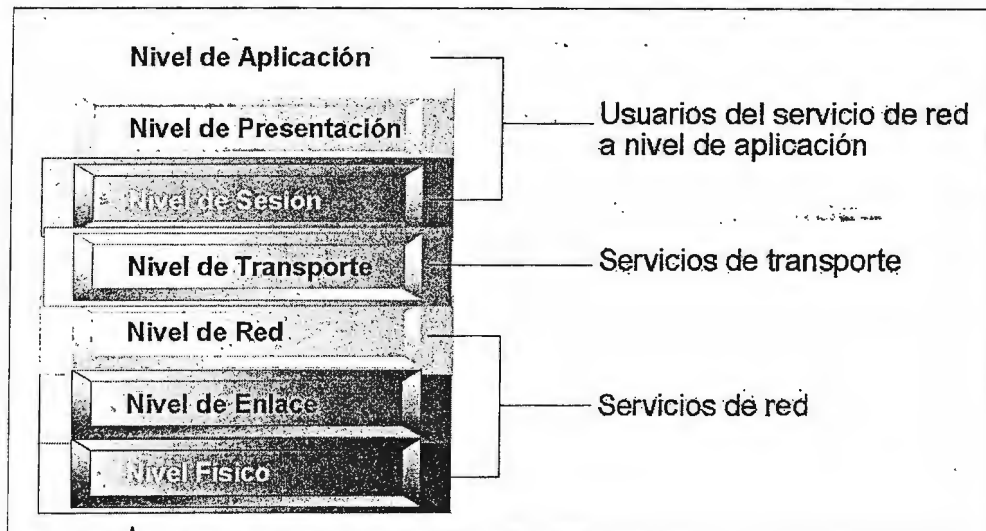 Nivel de Aplicación
Nivel de Presentación
Usuarios del servicio de red
a nivel de aplicación
Nivel de Sesión
Nivel de Transporte
Servicios de transporte
Nivel de Red
Nivel de Enlace
Servicios de red
Nivel Físico